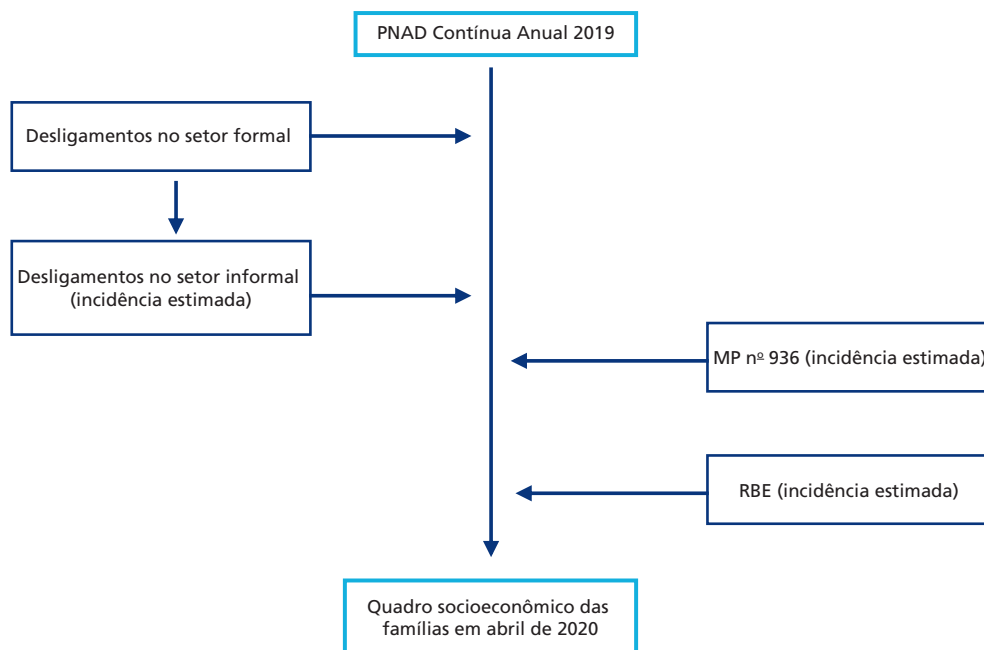 PNAD Contínua Anual 2019
Desligamentos no setor formal
Desligamentos no setor informal
(incidência estimada)
MP nº 936 (incidência estimada)
RBE (incidência estimada)
Quadro socioeconômico das
famílias em abril de 2020